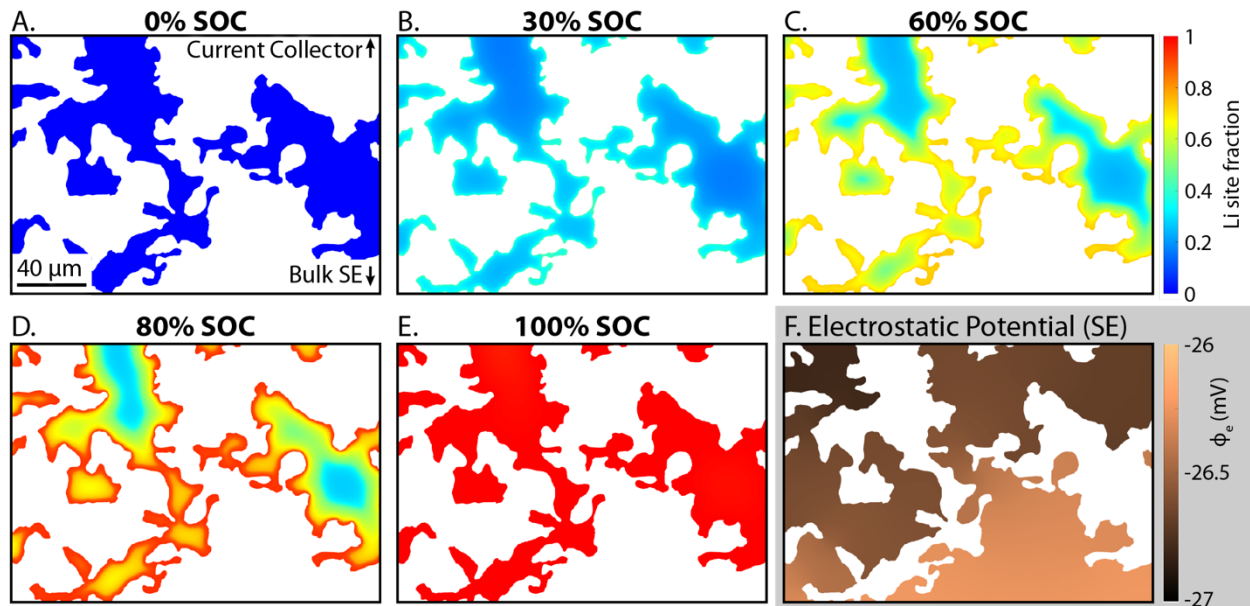 A. 0% SOC
B. 30% SOC
C. 60% SOC
Current Collector↑
40 μm
Bulk SE↓
1
0.8
0.6
0.4
0.2
0
Li site fraction
D. 80% SOC
E. 100% SOC
F. Electrostatic Potential (SE)
-26
-26.5
-27
ϕ_e (mV)